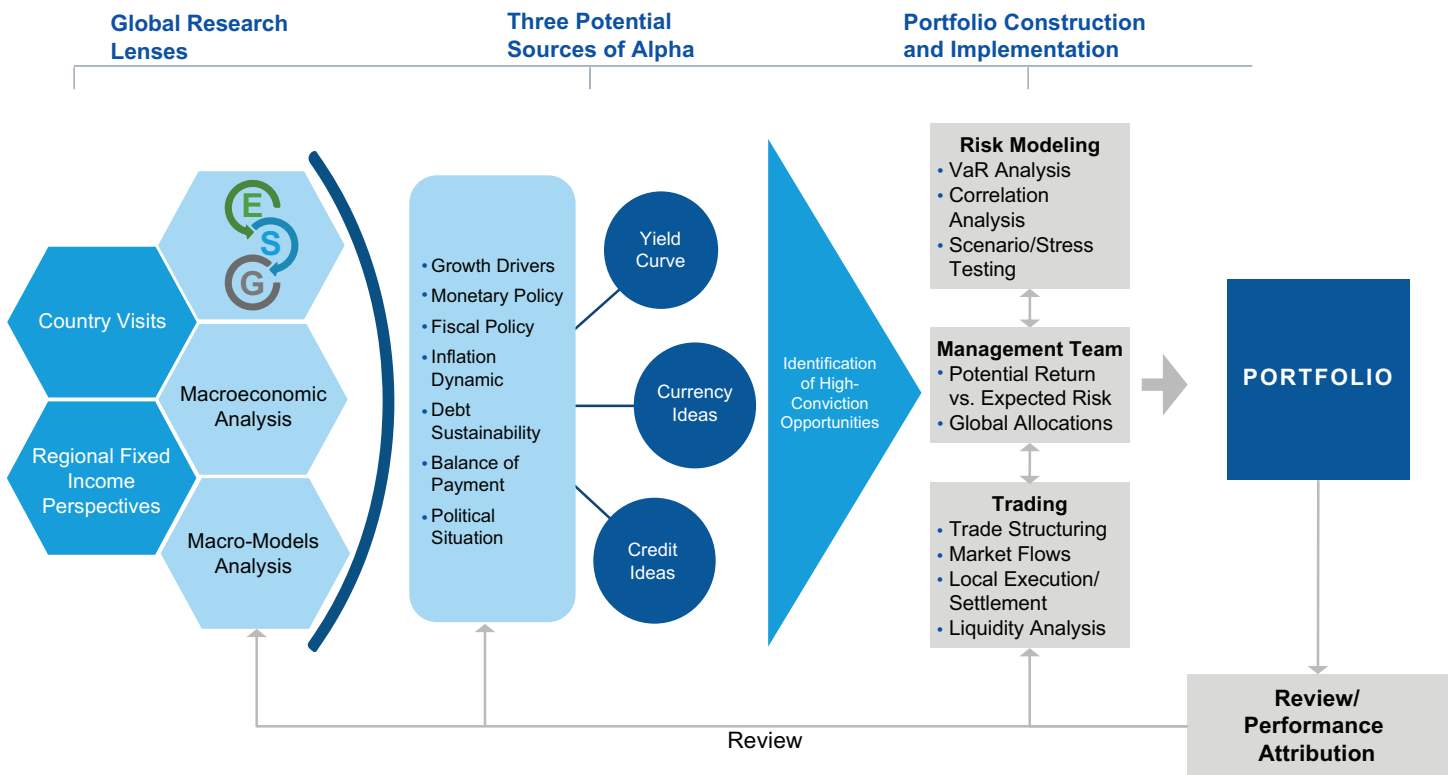 Global Research
Lenses
Three Potential
Sources of Alpha
Portfolio Construction
and Implementation
E
S
G
Country Visits
Macroeconomic
Analysis
Regional Fixed
Income
Perspectives
Macro-Models
Analysis
• Growth Drivers
• Monetary Policy
• Fiscal Policy
• Inflation
Dynamic
• Debt
Sustainability
• Balance of
Payment
• Political
Situation
Yield
Curve
Currency
Ideas
Credit
Ideas
Identification
of High-
Conviction
Opportunities
Risk Modeling
• VaR Analysis
• Correlation
Analysis
• Scenario/Stress
Testing
Management Team
• Potential Return
vs. Expected Risk
• Global Allocations
Trading
• Trade Structuring
• Market Flows
• Local Execution/
Settlement
• Liquidity Analysis
PORTFOLIO
Review/
Performance
Attribution
Review